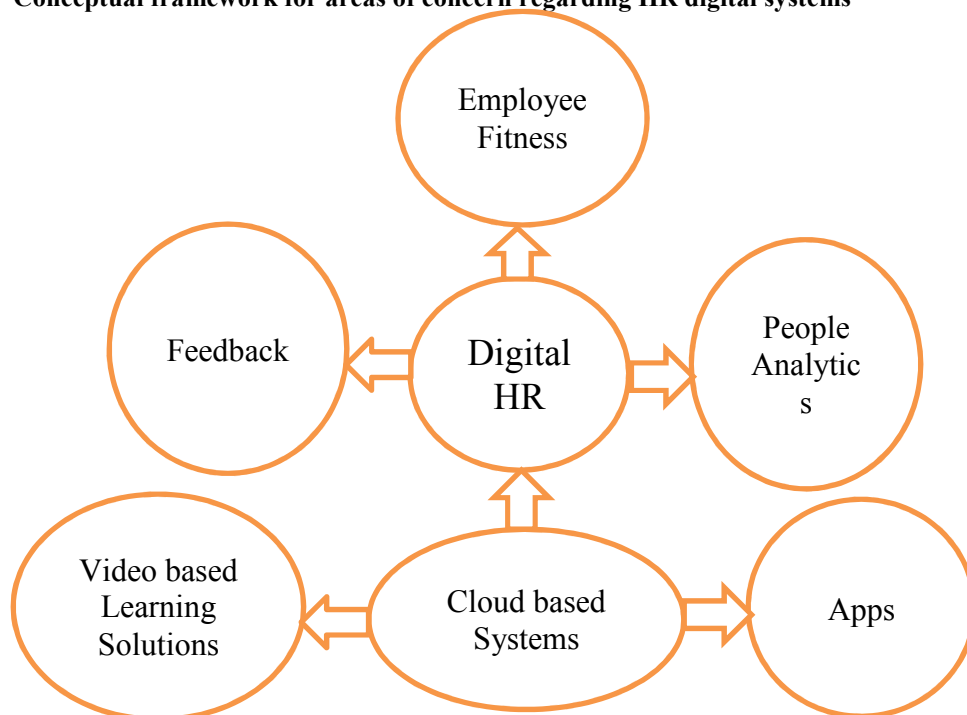 Conceptual framework for areas of concern regarding HR digital systems
Employee
Fitness
Feedback
Digital
HR
People
Analytic
s
Video based
Learning
Solutions
Cloud based
Systems
Apps